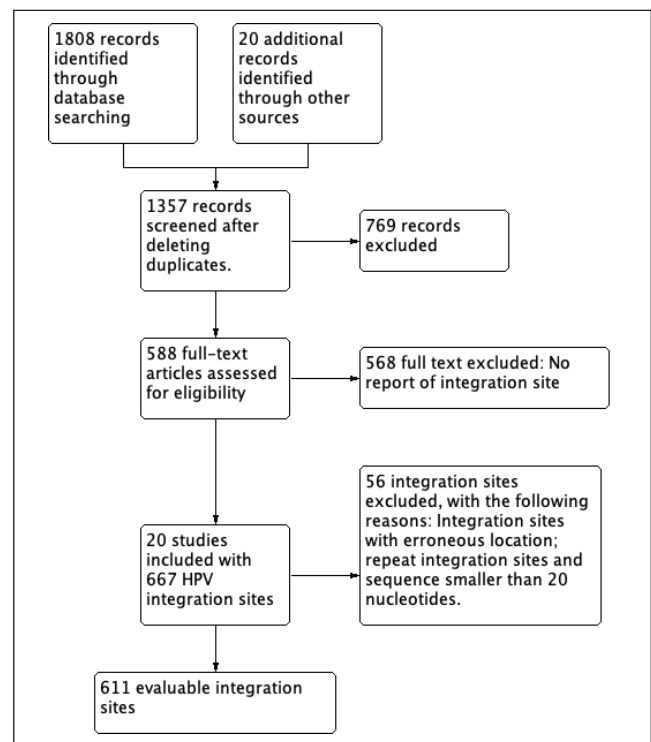 1808 records
identified
through
database
searching
20 additional
records
identified
through other
sources
1357 records
screened after
deleting
duplicates.
769 records
excluded
588 full-text
articles assessed
for eligibility
568 full text excluded: No
report of integration site
56 integration sites
excluded, with the following
reasons: Integration sites
with erroneous location;
repeat integration sites and
sequence smaller than 20
nucleotides.
20 studies
included with
667 HPV
integration sites
611 evaluable integration
sites